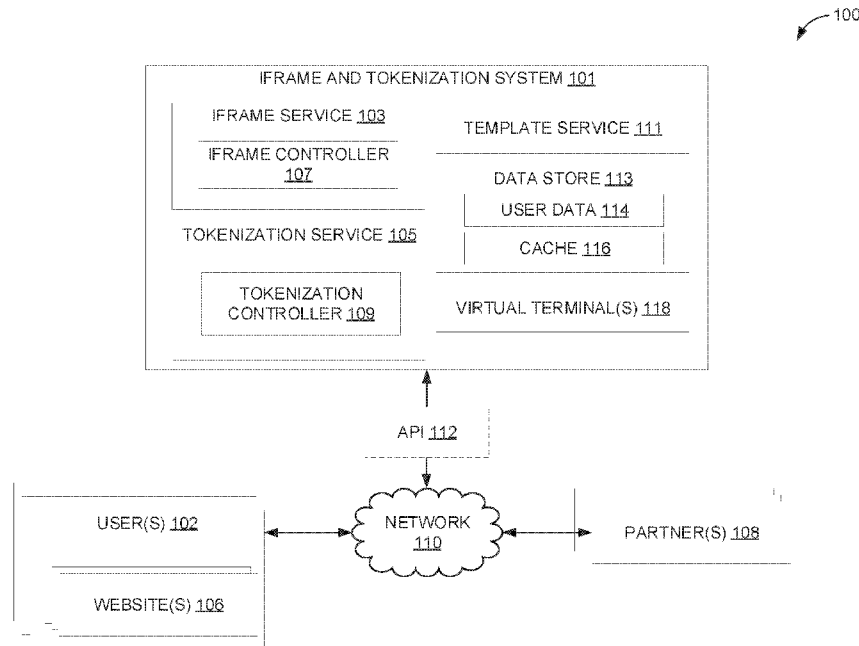 100
IFRAME AND TOKENIZATION SYSTEM 101
IFRAME SERVICE 103
IFRAME CONTROLLER
107
TOKENIZATION SERVICE 105
TOKENIZATION
CONTROLLER 109
TEMPLATE SERVICE 111
DATA STORE 113
USER DATA 114
CACHE 116
VIRTUAL TERMINAL(S) 118
API 112
USER(S) 102
WEBSITE(S) 106
NETWORK
110
PARTNER(S) 108